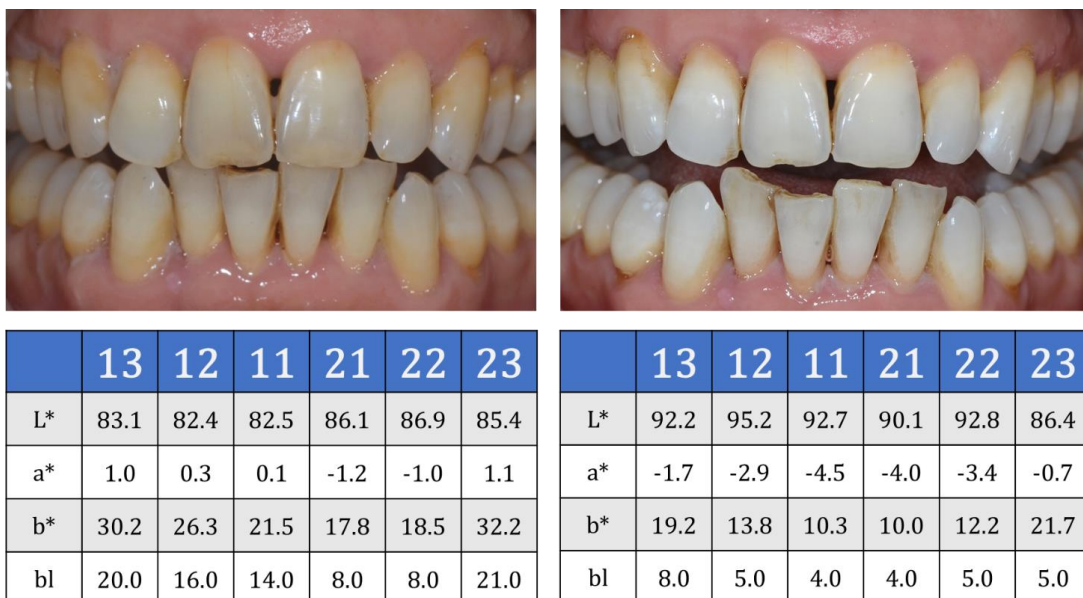 13 12 11 21 22 23
L* 83.1 82.4 82.5 86.1 86.9 85.4
a* 1.0 0.3 0.1 -1.2 -1.0 1.1
b* 30.2 26.3 21.5 17.8 18.5 32.2
bl 20.0 16.0 14.0 8.0 8.0 21.0
13 12 11 21 22 23
L* 92.2 95.2 92.7 90.1 92.8 86.4
a* -1.7 -2.9 -4.5 -4.0 -3.4 -0.7
b* 19.2 13.8 10.3 10.0 12.2 21.7
bl 8.0 5.0 4.0 4.0 5.0 5.0